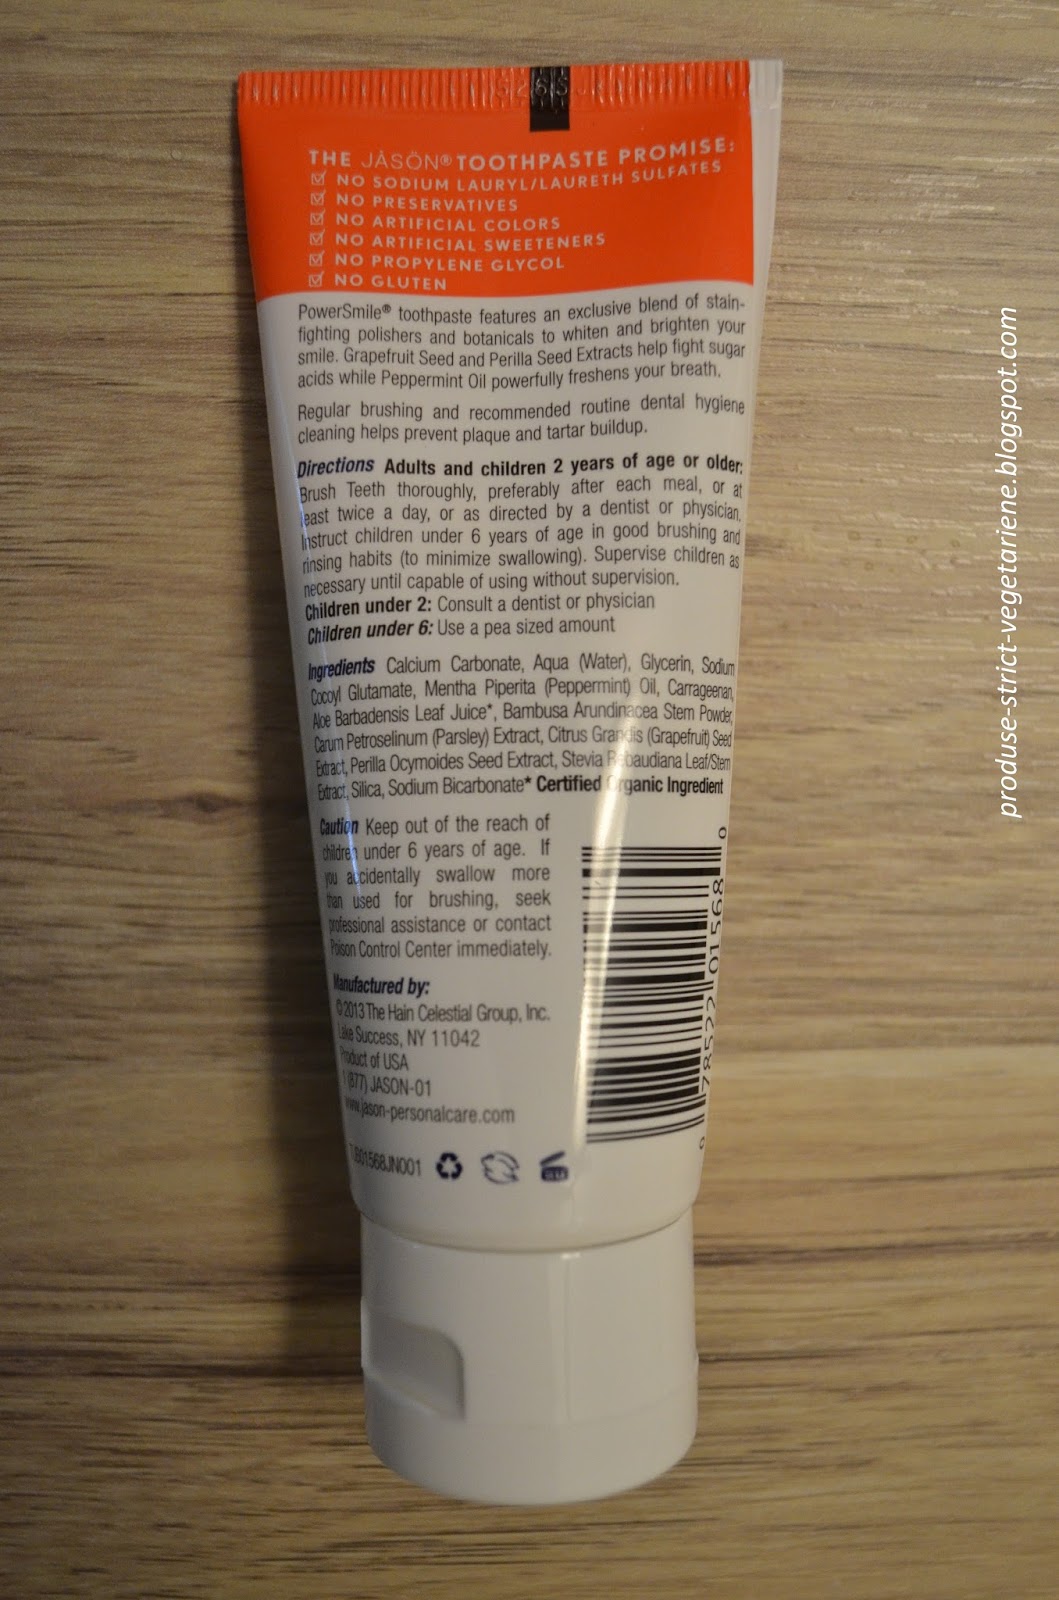 THE JĀSÖN® TOOTHPASTE PROMISE:
NO SODIUM LAURYL/LAURETH SULFATES
NO PRESERVATIVES
NO ARTIFICIAL COLORS
NO ARTIFICIAL SWEETENERS
NO PROPYLENE GLYCOL
NO GLUTEN
PowerSmile® toothpaste features an exclusive blend of stain-
fighting polishers and botanicals to whiten and brighten your
smile. Grapefruit Seed and Perilla Seed Extracts help fight sugar
acids while Peppermint Oil powerfully freshens your breath.
Regular brushing and recommended routine dental hygiene
cleaning helps prevent plaque and tartar buildup.
Directions Adults and children 2 years of age or older:
Brush Teeth thoroughly, preferably after each meal, or at
least twice a day, or as directed by a dentist or physician.
Instruct children under 6 years of age in good brushing and
rinsing habits (to minimize swallowing). Supervise children as
necessary until capable of using without supervision.
Children under 2: Consult a dentist or physician
Children under 6: Use a pea sized amount
Ingredients Calcium Carbonate, Aqua (Water), Glycerin, Sodium
Cocoyl Glutamate, Mentha Piperita (Peppermint) Oil, Carrageenan,
Aloe Barbadensis Leaf Juice*, Bambusa Arundinacea Stem Powder,
Carum Petroselinum (Parsley) Extract, Citrus Grandis (Grapefruit) Seed
Extract, Perilla Ocymoides Seed Extract, Stevia Rebaudiana Leaf/Stem
Extract, Silica, Sodium Bicarbonate* Certified Organic Ingredient
Caution Keep out of the reach of
children under 6 years of age. If
you accidentally swallow more
than used for brushing, seek
professional assistance or contact
Poison Control Center immediately.
Manufactured by:
© 2013 The Hain Celestial Group, Inc.
Lake Success, NY 11042
Product of USA
1 (877) JASON-01
www.jason-personalcare.com
0 78522 01568 0
produse-strict-vegetariene.blogspot.com